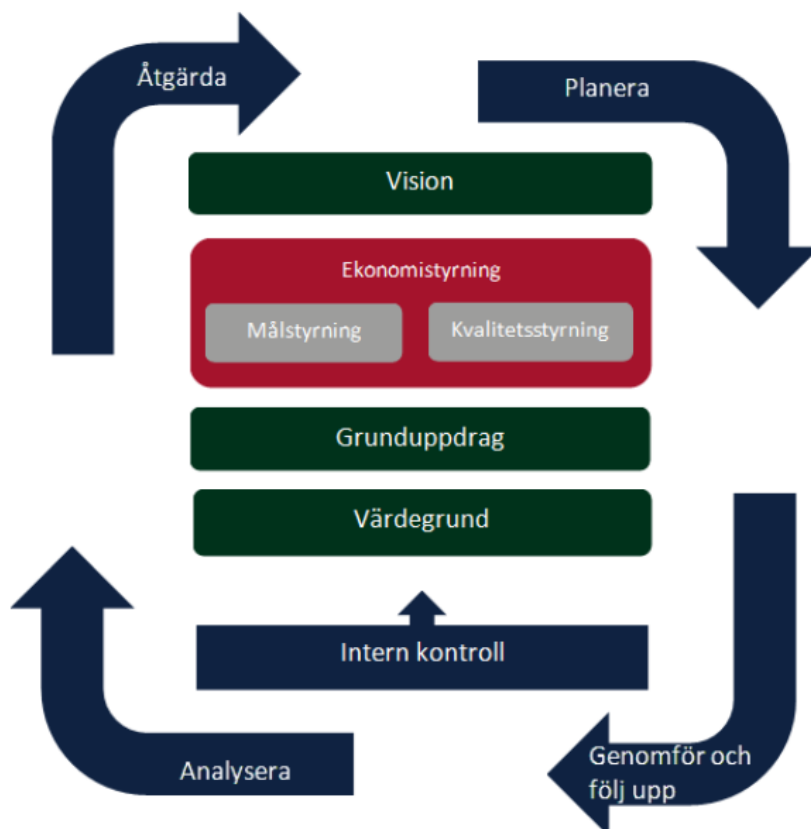 Åtgärda
Planera
Vision
Ekonomistyrning
Målstyrning
Kvalitetsstyrning
Grunduppdrag
Värdegrund
Intern kontroll
Analysera
Genomför och
följ upp